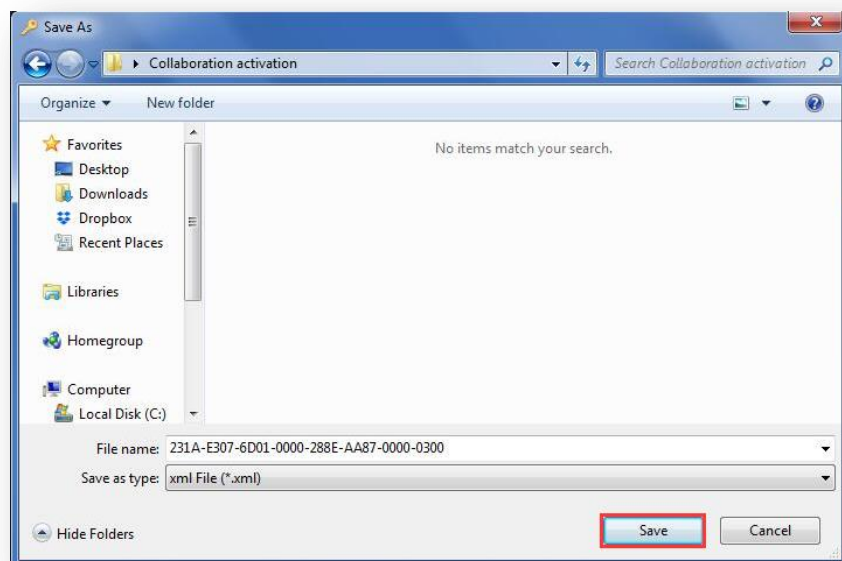 Save As
Collaboration activation
Search Collaboration activation
Organize
New folder
Favorites
Desktop
Downloads
Dropbox
Recent Places
Libraries
Homegroup
Computer
Local Disk (C:)
No items match your search.
File name: 231A-E307-6D01-0000-288E-AA87-0000-0300
Save as type: xml File (*.xml)
Hide Folders
Save
Cancel